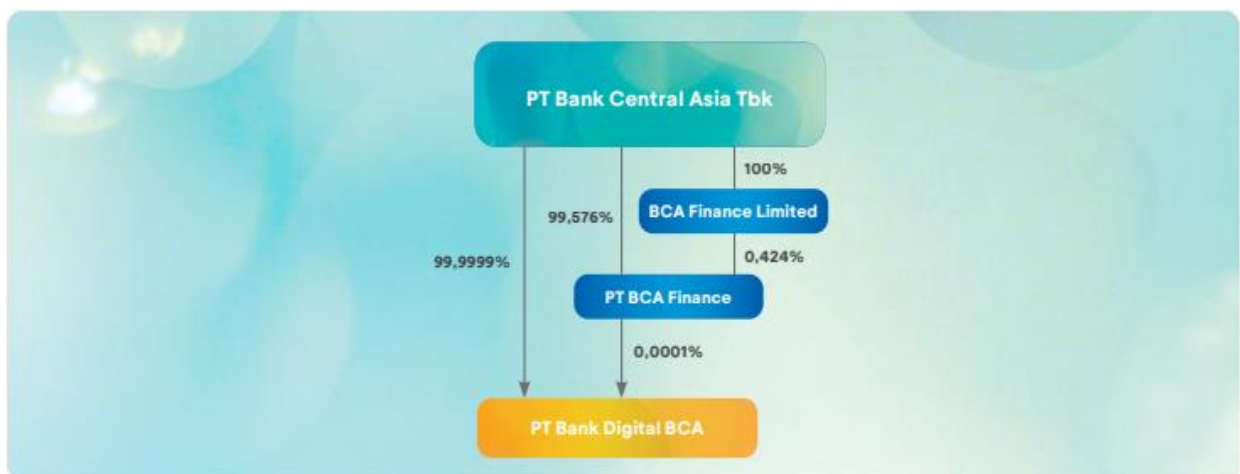 PT Bank Central Asia Tbk
100%
99,576%
BCA Finance Limited
99,9999%
0,424%
PT BCA Finance
0,0001%
PT Bank Digital BCA